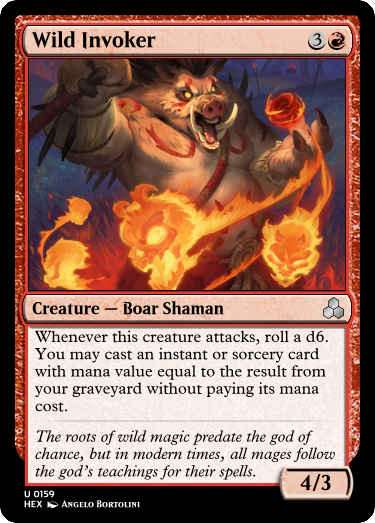 Wild Invoker 3
Creature — Boar Shaman
Whenever this creature attacks, roll a d6.
You may cast an instant or sorcery card
with mana value equal to the result from
your graveyard without paying its mana
cost.
The roots of wild magic predate the god of
chance, but in modern times, all mages follow
the god's teachings for their spells.
4/3
U 0159
HEX Angelo Bortolini